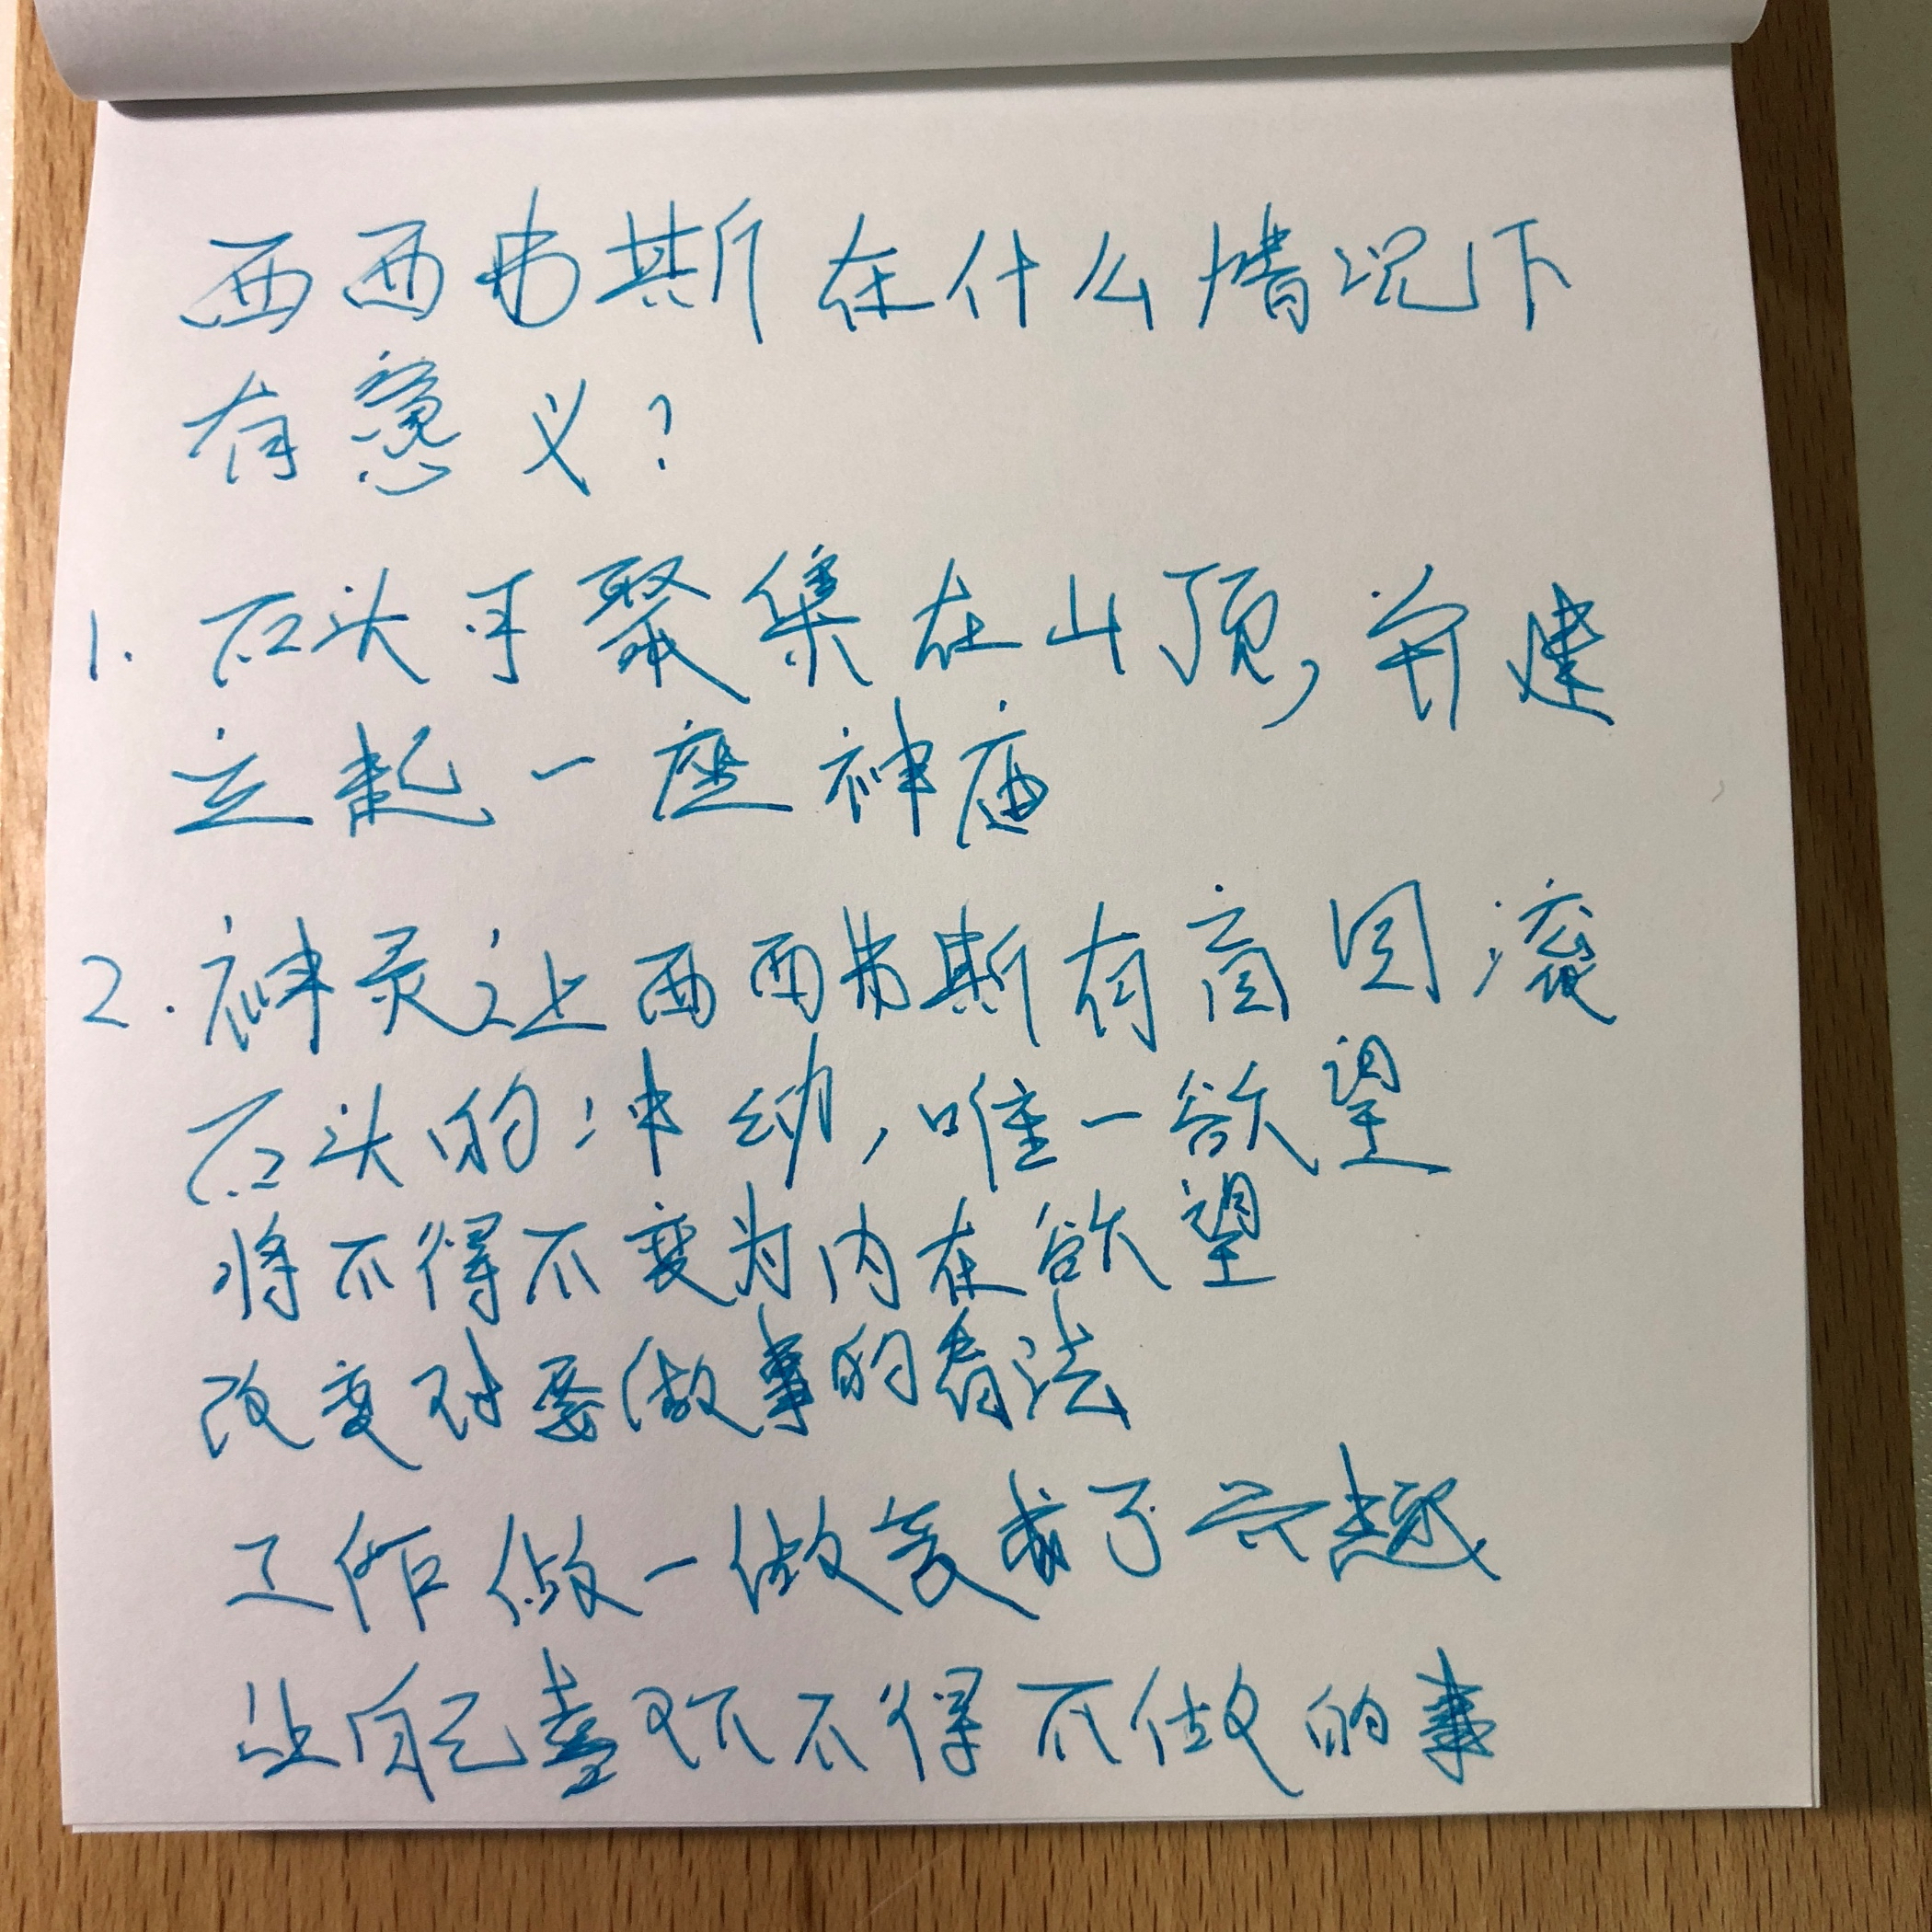 西西弗斯在什么情况下
有意义?
1. 石头可聚集在山顶,并建
立起一座神庙
2. 神灵让西西弗斯有盲目滚
石头的冲动,唯一欲望
将不得不变为内在欲望
改变对要做事的看法
工作做一做变成了兴趣
让自己喜欢不得不做的事